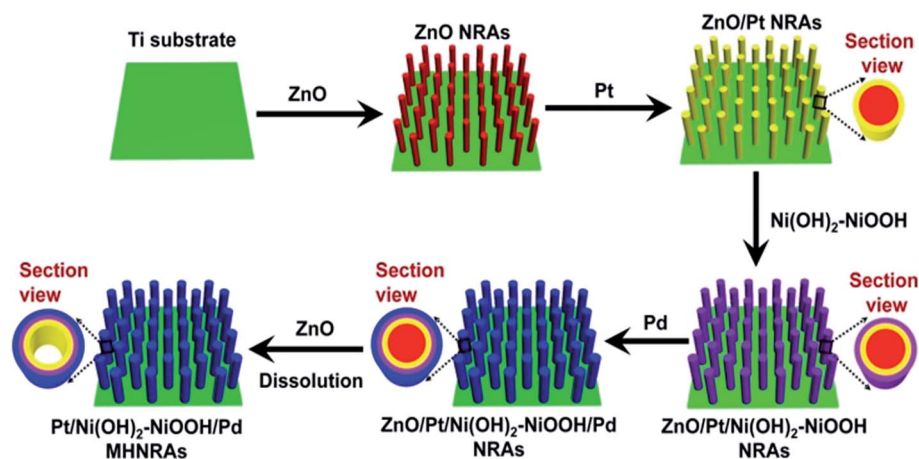 Ti substrate
ZnO
ZnO NRAs
Pt
ZnO/Pt NRAs
Section
view
Ni(OH)₂-NiOOH
Section
view
ZnO/Pt/Ni(OH)₂-NiOOH
NRAs
Pd
Section
view
ZnO/Pt/Ni(OH)₂-NiOOH/Pd
NRAs
ZnO
Dissolution
Section
view
Pt/Ni(OH)₂-NiOOH/Pd
MHNRAs